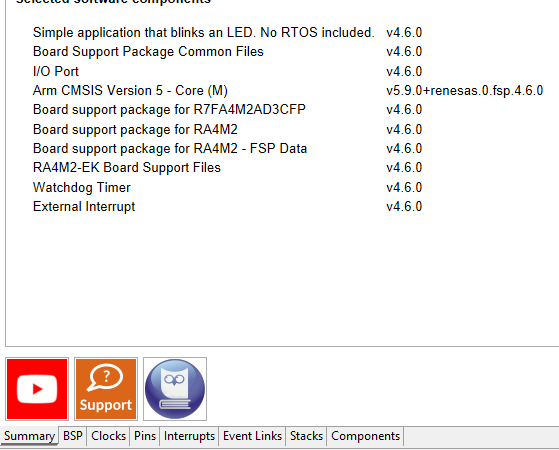 Selected software components
Simple application that blinks an LED. No RTOS included. v4.6.0
Board Support Package Common Files v4.6.0
I/O Port v4.6.0
Arm CMSIS Version 5 - Core (M) v5.9.0+renesas.0.fsp.4.6.0
Board support package for R7FA4M2AD3CFP v4.6.0
Board support package for RA4M2 v4.6.0
Board support package for RA4M2 - FSP Data v4.6.0
RA4M2-EK Board Support Files v4.6.0
Watchdog Timer v4.6.0
External Interrupt v4.6.0
?
Support
Summary BSP Clocks Pins Interrupts Event Links Stacks Components